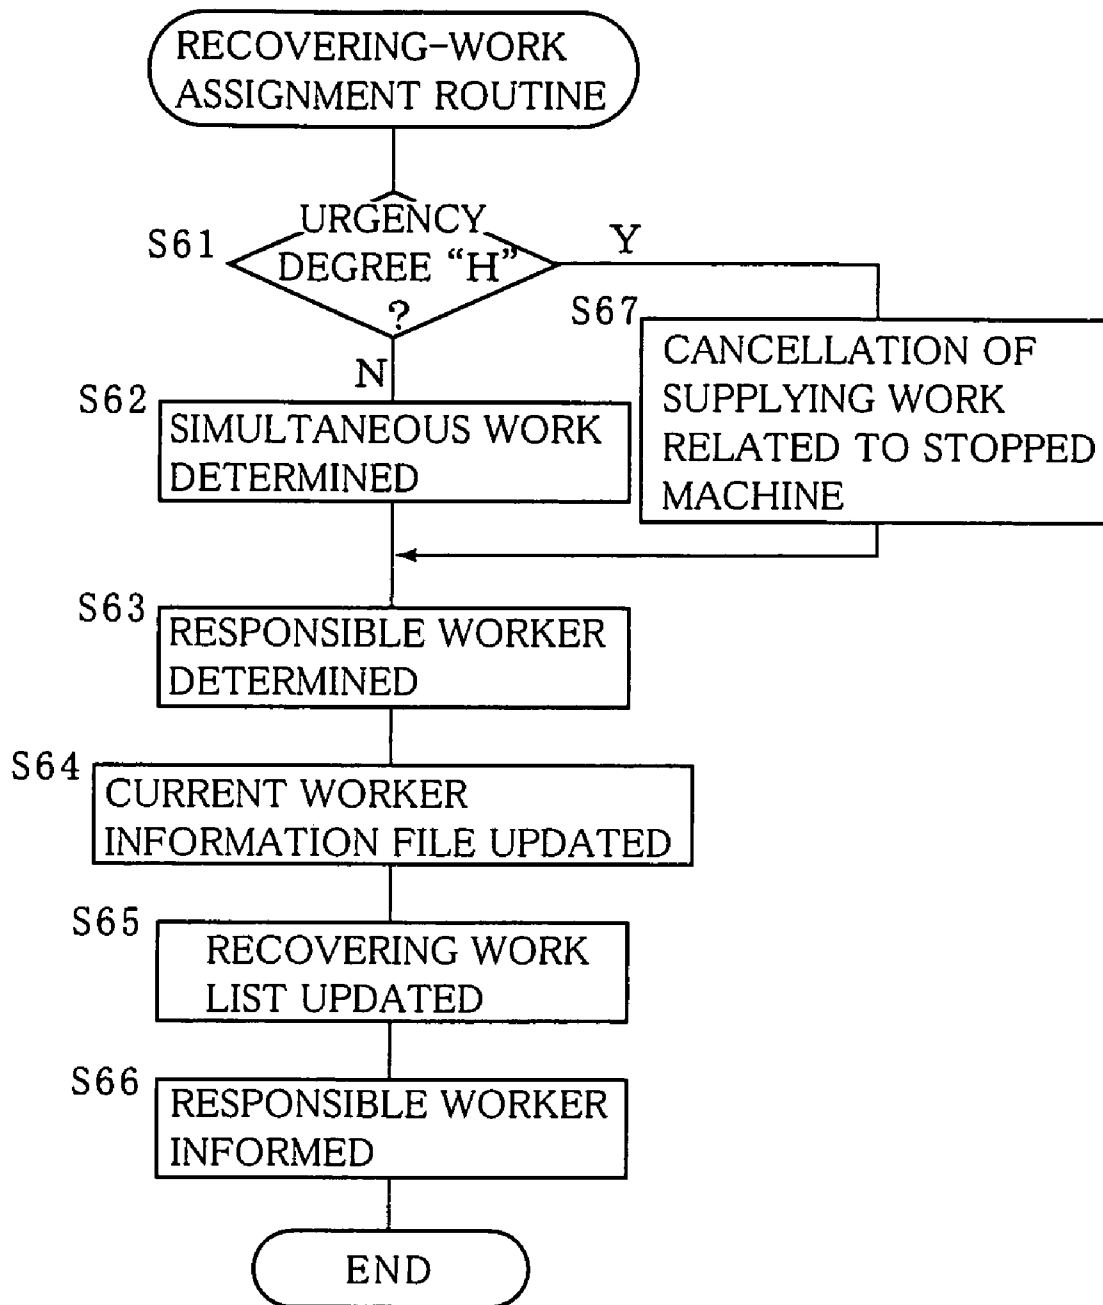 RECOVERING-WORK
ASSIGNMENT ROUTINE
S61
URGENCY
DEGREE “H”
?
Y
N
S67
CANCELLATION OF
SUPPLYING WORK
RELATED TO STOPPED
MACHINE
S62
SIMULTANEOUS WORK
DETERMINED
S63
RESPONSIBLE WORKER
DETERMINED
S64
CURRENT WORKER
INFORMATION FILE UPDATED
S65
RECOVERING WORK
LIST UPDATED
S66
RESPONSIBLE WORKER
INFORMED
END